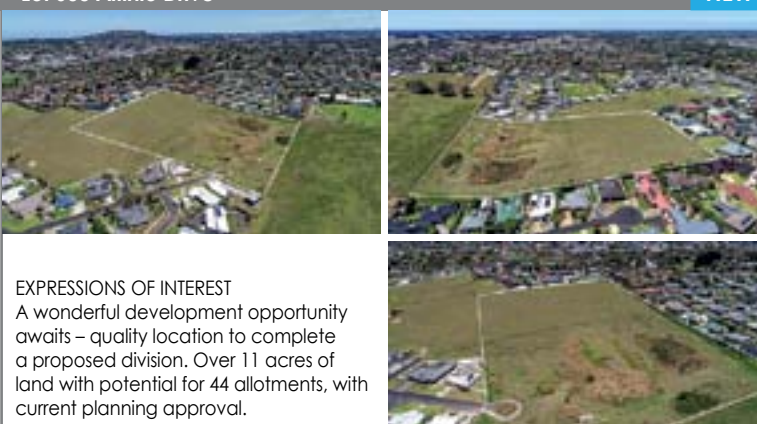 EXPRESSIONS OF INTEREST
A wonderful development opportunity
awaits – quality location to complete
a proposed division. Over 11 acres of
land with potential for 44 allotments, with
current planning approval.